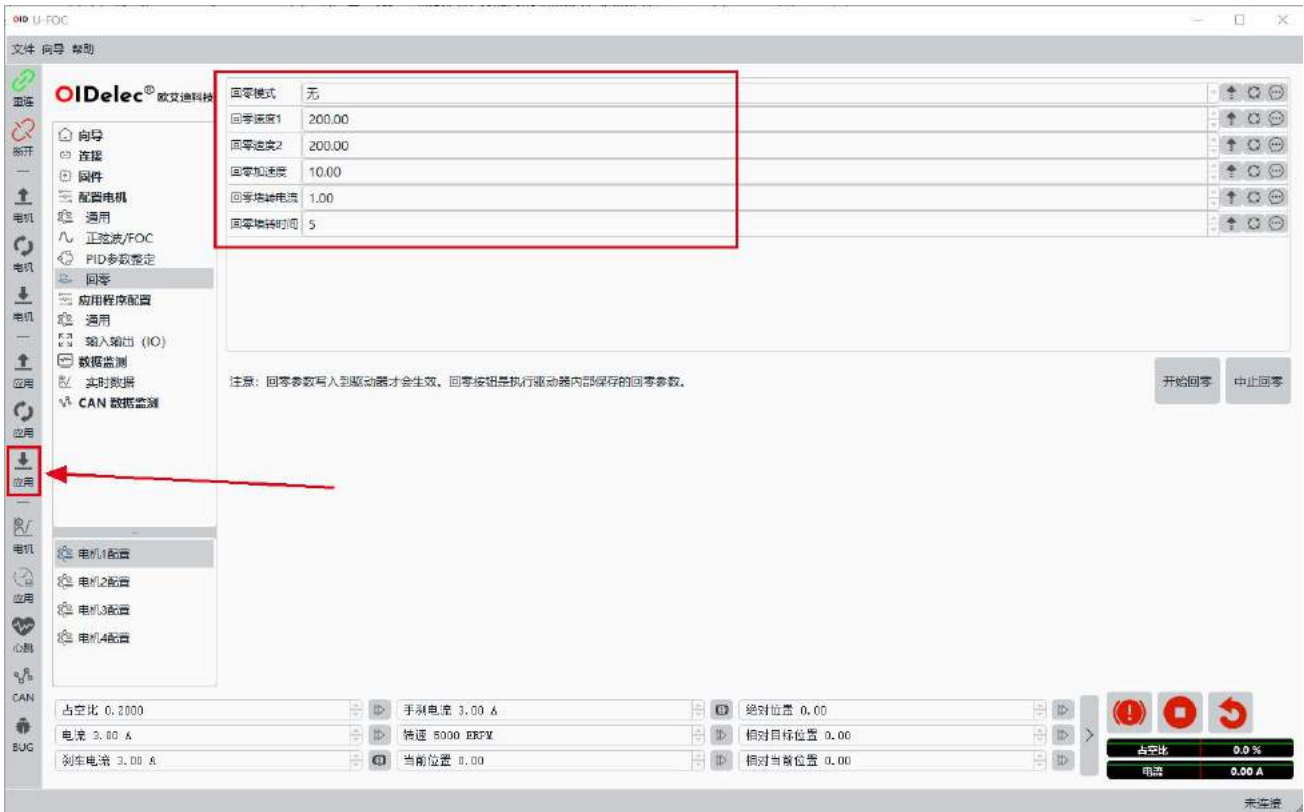 OID U-FOC
文件 向导 帮助
重连
断开
电机
电机
电机
应用
应用
应用
电机
应用
心跳
CAN
BUG
OIDelec® 欧艾迪科技
向导
连接
固件
配置电机
通用
正弦波/FOC
PID参数整定
回零
应用程序配置
通用
输入输出 (IO)
数据监测
实时数据
CAN 数据监测
电机1配置
电机2配置
电机3配置
电机4配置
回零模式 无
回零速度1 200.00
回零速度2 200.00
回零加速度 10.00
回零堵转电流 1.00
回零堵转时间 5
注意：回零参数写入到驱动器才会生效。回零按钮是执行驱动器内部保存的回零参数。
开始回零 中止回零
占空比 0.2000 手刹电流 3.00 A 绝对位置 0.00
电流 3.00 A 转速 5000 ERPM 相对目标位置 0.00
刹车电流 3.00 A 当前位置 0.00 相对当前位置 0.00
占空比 0.0 %
电流 0.00 A
未连接